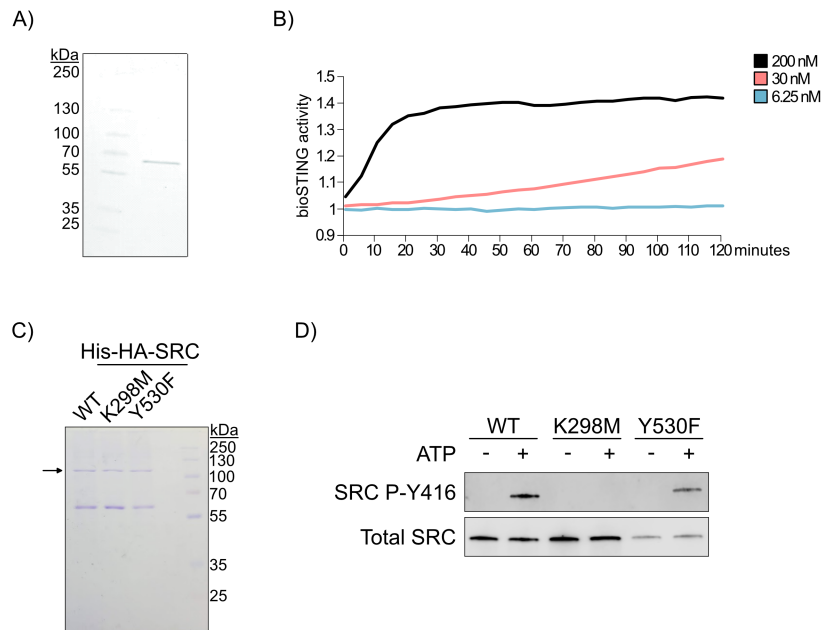 A)
kDa
250
130
100
70
55
35
25
B)
200 nM
30 nM
6.25 nM
bioSTING activity
1.5
1.4
1.3
1.2
1.1
1
0.9
0 10 20 30 40 50 60 70 80 90 100 110 120 minutes
C)
His-HA-SRC
WT K298M Y530F
kDa
250
130
100
70
55
35
25
D)
WT K298M Y530F
ATP - + - + - +
SRC P-Y416
Total SRC